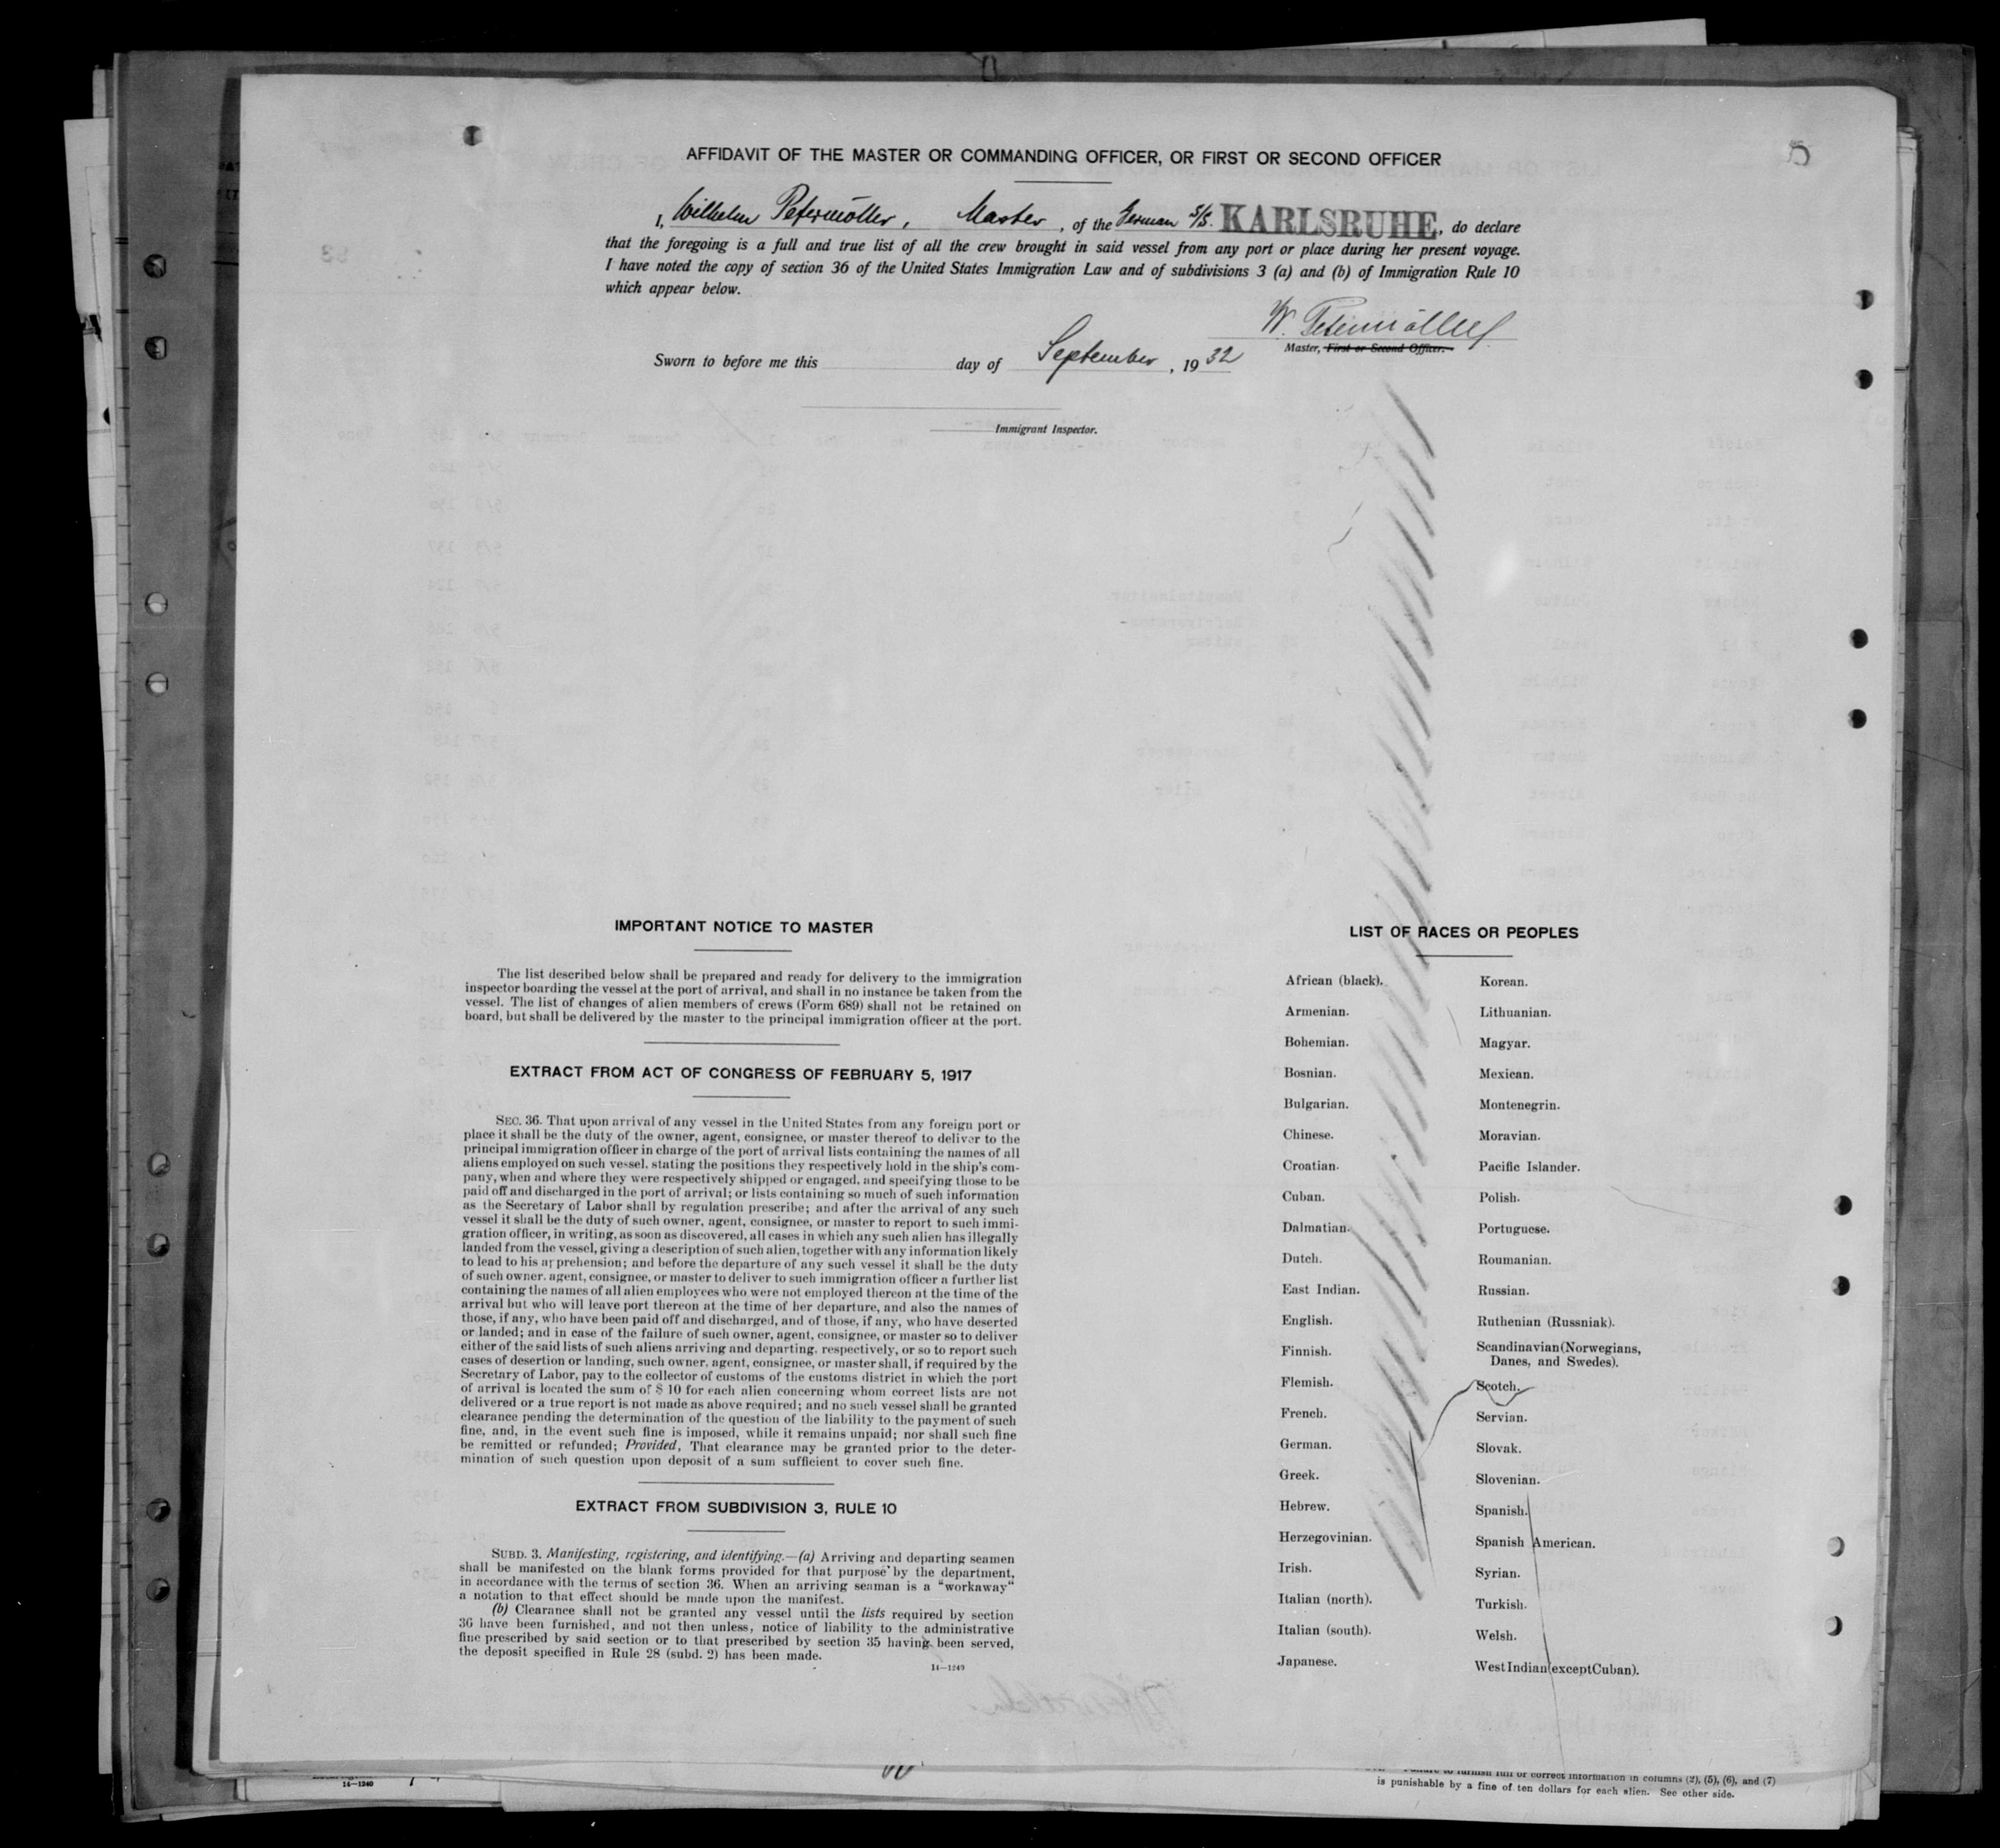 AFFIDAVIT OF THE MASTER OR COMMANDING OFFICER, OR FIRST OR SECOND OFFICER
I, Wilhelm Petermöller, Master, of the German S/S. KARLSRUHE, do declare
that the foregoing is a full and true list of all the crew brought in said vessel from any port or place during her present voyage.
I have noted the copy of section 36 of the United States Immigration Law and of subdivisions 3 (a) and (b) of Immigration Rule 10
which appear below.
W. Petermöller
Master, First or Second Officer.
Sworn to before me this day of September, 1932
Immigrant Inspector.
IMPORTANT NOTICE TO MASTER
The list described below shall be prepared and ready for delivery to the immigration
inspector boarding the vessel at the port of arrival, and shall in no instance be taken from the
vessel. The list of changes of alien members of crews (Form 689) shall not be retained on
board, but shall be delivered by the master to the principal immigration officer at the port.
EXTRACT FROM ACT OF CONGRESS OF FEBRUARY 5, 1917
SEC. 36. That upon arrival of any vessel in the United States from any foreign port or
place it shall be the duty of the owner, agent, consignee, or master thereof to deliver to the
principal immigration officer in charge of the port of arrival lists containing the names of all
aliens employed on such vessel, stating the positions they respectively hold in the ship's com-
pany, when and where they were respectively shipped or engaged, and specifying those to be
paid off and discharged in the port of arrival; or lists containing so much of such information
as the Secretary of Labor shall by regulation prescribe; and after the arrival of any such
vessel it shall be the duty of such owner, agent, consignee, or master to report to such immi-
gration officer, in writing, as soon as discovered, all cases in which any such alien has illegally
landed from the vessel, giving a description of such alien, together with any information likely
to lead to his apprehension; and before the departure of any such vessel it shall be the duty
of such owner. agent, consignee, or master to deliver to such immigration officer a further list
containing the names of all alien employees who were not employed thereon at the time of the
arrival but who will leave port thereon at the time of her departure, and also the names of
those, if any, who have been paid off and discharged, and of those, if any, who have deserted
or landed; and in case of the failure of such owner, agent, consignee, or master so to deliver
either of the said lists of such aliens arriving and departing, respectively, or so to report such
cases of desertion or landing, such owner, agent, consignee, or master shall, if required by the
Secretary of Labor, pay to the collector of customs of the customs district in which the port
of arrival is located the sum of $ 10 for each alien concerning whom correct lists are not
delivered or a true report is not made as above required; and no such vessel shall be granted
clearance pending the determination of the question of the liability to the payment of such
fine, and, in the event such fine is imposed, while it remains unpaid; nor shall such fine
be remitted or refunded; Provided, That clearance may be granted prior to the deter-
mination of such question upon deposit of a sum sufficient to cover such fine.
EXTRACT FROM SUBDIVISION 3, RULE 10
SUBD. 3. Manifesting, registering, and identifying.—(a) Arriving and departing seamen
shall be manifested on the blank forms provided for that purpose by the department,
in accordance with the terms of section 36. When an arriving seaman is a "workaway"
a notation to that effect should be made upon the manifest.
(b) Clearance shall not be granted any vessel until the lists required by section
36 have been furnished, and not then unless, notice of liability to the administrative
fine prescribed by said section or to that prescribed by section 35 having been served,
the deposit specified in Rule 28 (subd. 2) has been made.
14—1240
LIST OF RACES OR PEOPLES
African (black).
Armenian.
Bohemian.
Bosnian.
Bulgarian.
Chinese.
Croatian.
Cuban.
Dalmatian.
Dutch.
East Indian.
English.
Finnish.
Flemish.
French.
German.
Greek.
Hebrew.
Herzegovinian.
Irish.
Italian (north).
Italian (south).
Japanese.
Korean.
Lithuanian.
Magyar.
Mexican.
Montenegrin.
Moravian.
Pacific Islander.
Polish.
Portuguese.
Roumanian.
Russian.
Ruthenian (Russniak).
Scandinavian (Norwegians,
Danes, and Swedes).
Scotch.
Servian.
Slovak.
Slovenian.
Spanish.
Spanish American.
Syrian.
Turkish.
Welsh.
West Indian (except Cuban).
14—1240
to furnish full or correct information in columns (2), (5), (6), and (7)
is punishable by a fine of ten dollars for each alien. See other side.